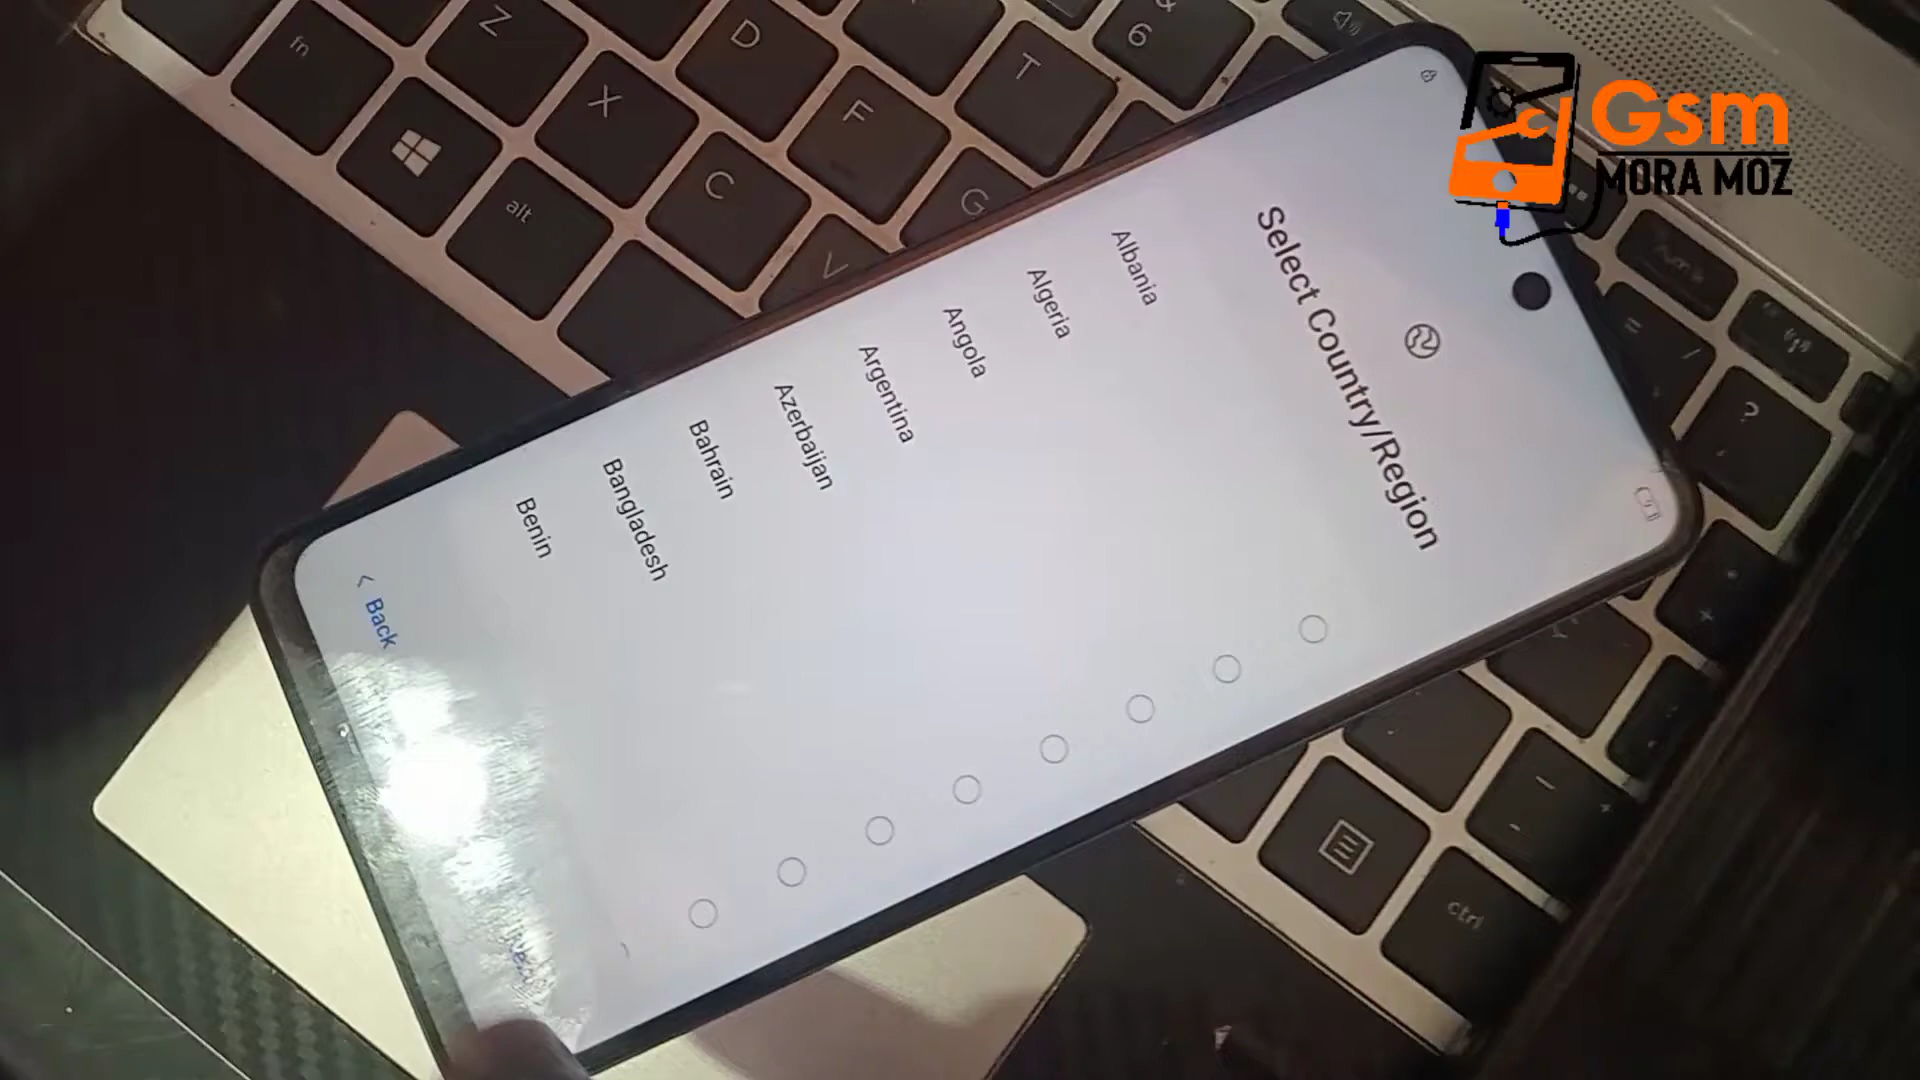 Gsm
MORA MOZ
Select Country/Region
Albania
Algeria
Angola
Argentina
Azerbaijan
Bahrain
Bangladesh
Benin
< Back
fn
Z
D
&
6
X
F
T
alt
C
G
V
?
ctrl